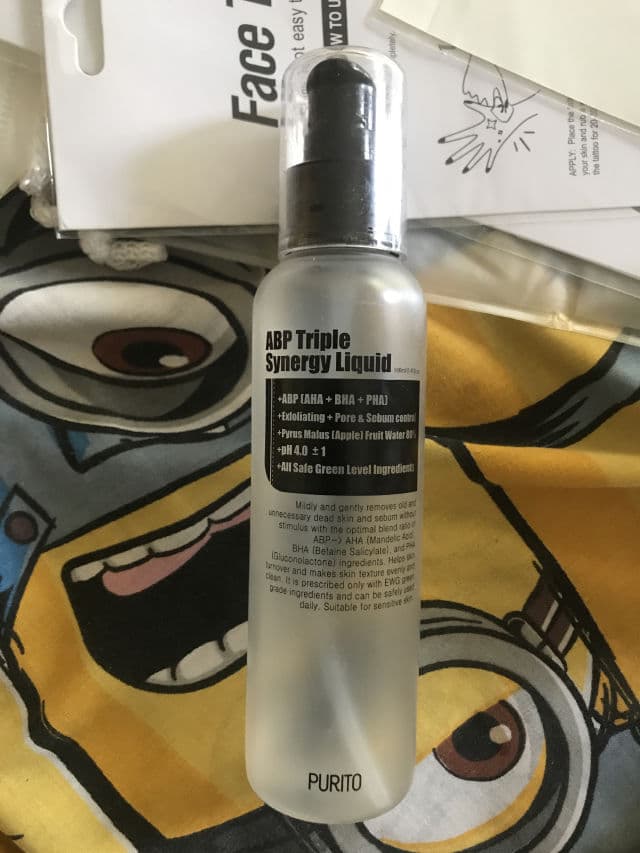 Face T
ot easy t
W TO U
pletely.
APPLY: Place the
your skin and rub a
the tattoo for 20
ABP Triple
Synergy Liquid
+ABP (AHA + BHA + PHA)
+Exfoliating + Pore & Sebum control
+Pyrus Malus (Apple) Fruit Water 80%
+pH 4.0 ±1
+All Safe Green Level Ingredients
Mildly and gently removes old and
unnecessary dead skin and sebum without
stimulus with the optimal blend ratio of
ABP-> AHA (Mandelic Acid),
BHA (Betaine Salicylate), and PHA
(Gluconolactone) ingredients. Helps skin
turnover and makes skin texture evenly and
clean. It is prescribed only with EWG green
grade ingredients and can be safely used
daily. Suitable for sensitive skin.
PURITO